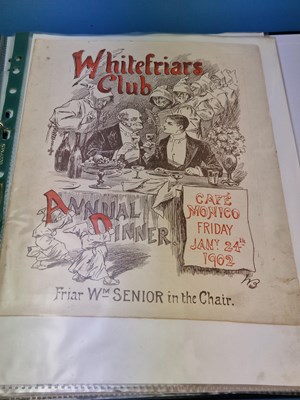 Whitefriars
Club
Annual
Dinner
CAFÉ
MONICO
FRIDAY
JANY 24th
1902
Friar Wm SENIOR in the Chair.